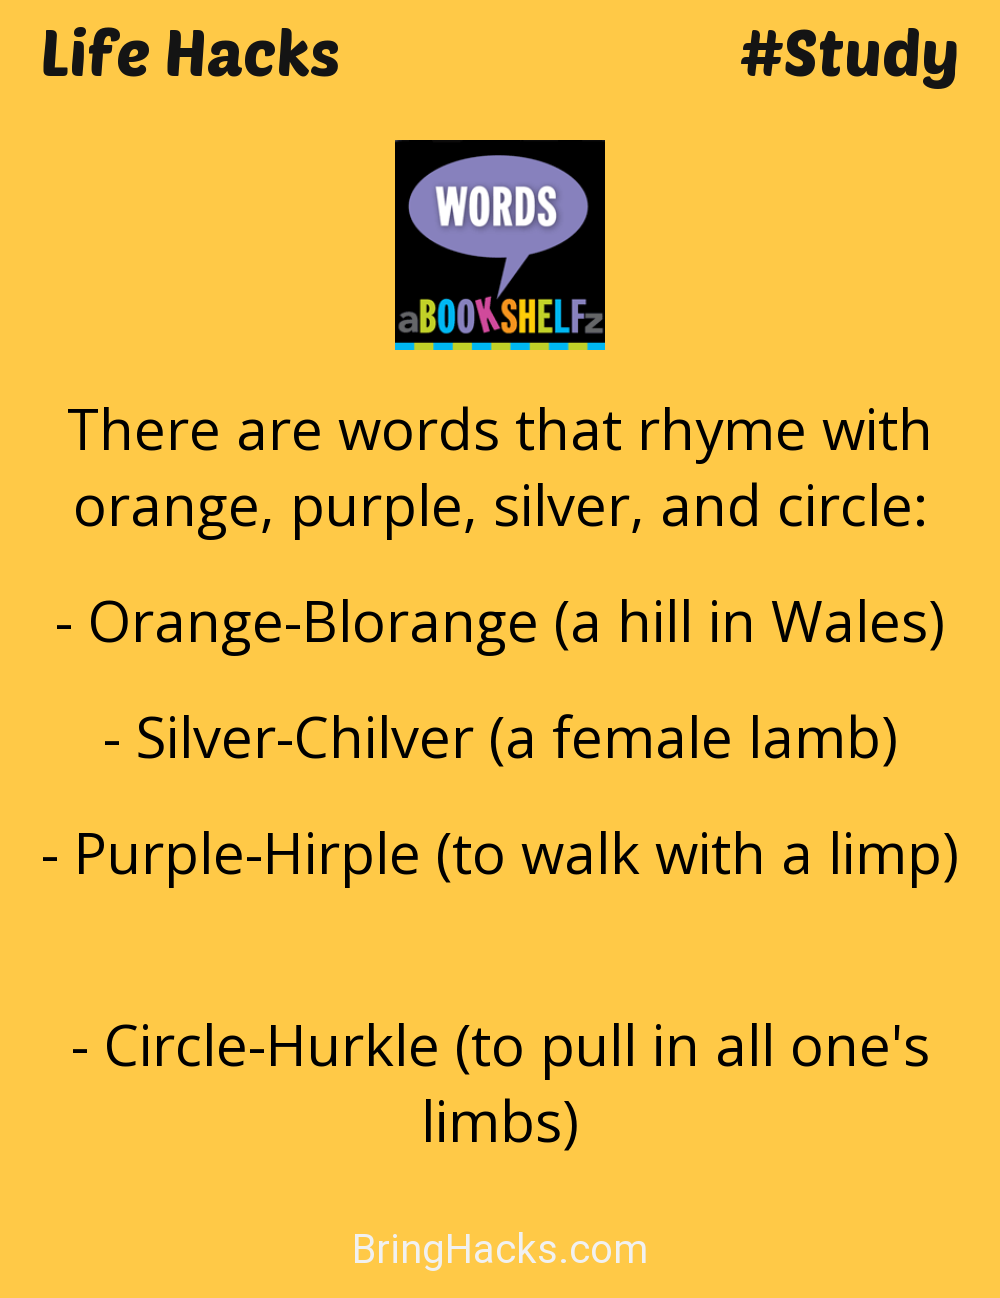 Life Hacks #Study
WORDS
aBOOKSHELFz
There are words that rhyme with
orange, purple, silver, and circle:
- Orange-Blorange (a hill in Wales)
- Silver-Chilver (a female lamb)
- Purple-Hirple (to walk with a limp)
- Circle-Hurkle (to pull in all one's
limbs)
BringHacks.com